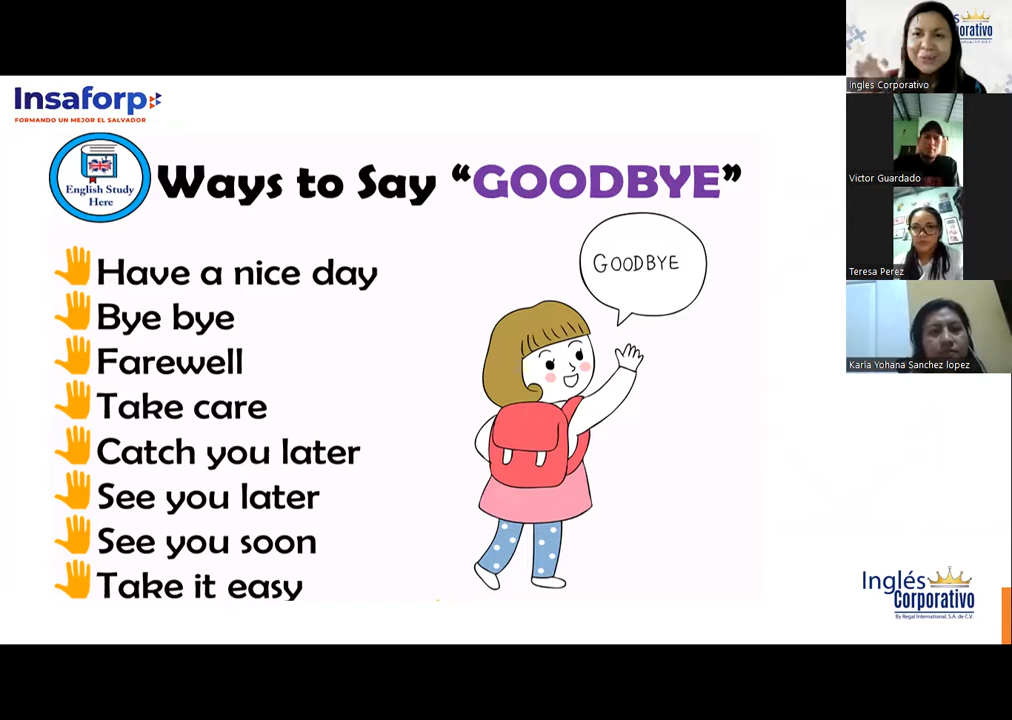 Insaforp
FORMANDO UN MEJOR EL SALVADOR
English Study
Here
Ways to Say “GOODBYE”
GOODBYE
Have a nice day
Bye bye
Farewell
Take care
Catch you later
See you later
See you soon
Take it easy
Inglés
Corporativo
By Regal International, S.A. de C.V.
orativo
Ingles Corporativo
Victor Guardado
Teresa Perez
Karla Yohana Sanchez lopez